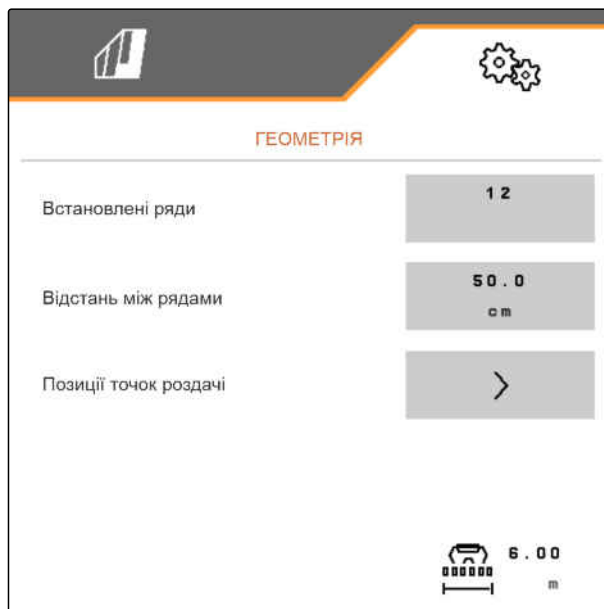 ГЕОМЕТРІЯ
Встановлені ряди
12
Відстань між рядами
50.0
cm
Позиції точок роздачі
6.00
m